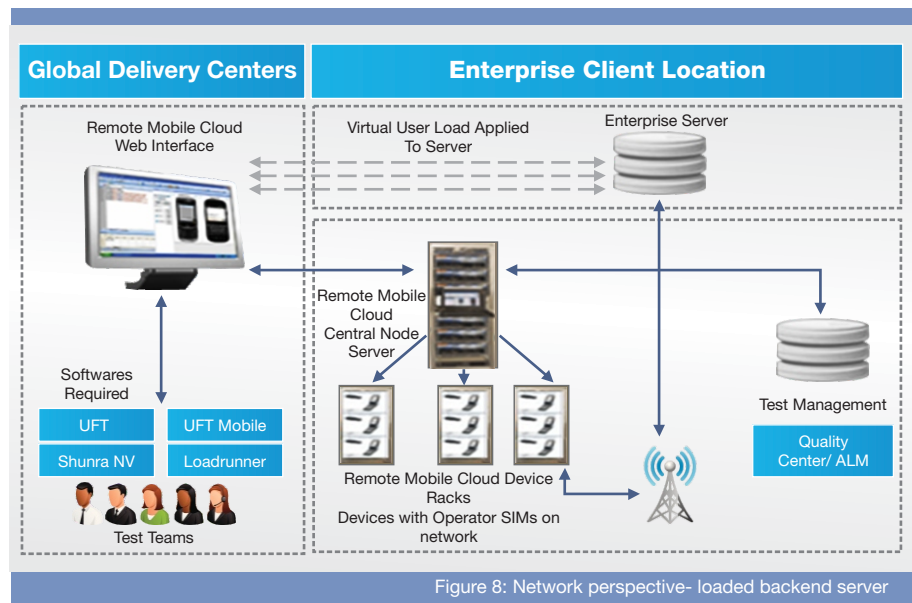 Global Delivery Centers
Enterprise Client Location
Remote Mobile Cloud
Web Interface
Virtual User Load Applied
To Server
Enterprise Server
Remote Mobile
Cloud
Central Node
Server
Softwares
Required
UFT
UFT Mobile
Shunra NV
Loadrunner
Test Teams
Remote Mobile Cloud Device
Racks
Devices with Operator SIMs on
network
Test Management
Quality
Center/ ALM
Figure 8: Network perspective- loaded backend server